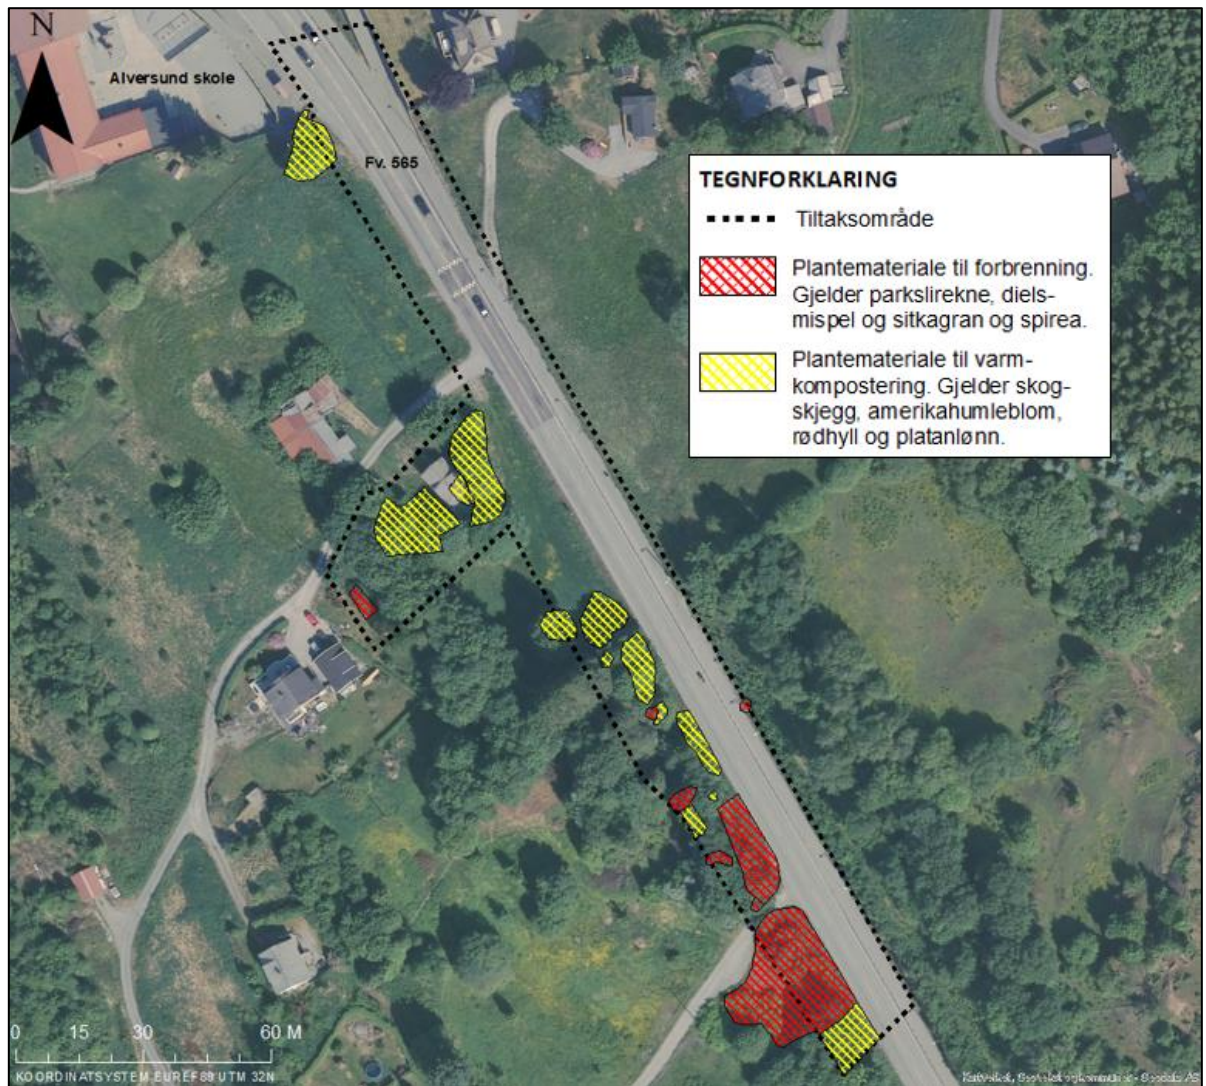 N
Alversund skole
Fv. 565
TEGNFORKLARING
Tiltaksområde
Plantemateriale til forbrenning.
Gjelder parkslirekne, diels-
mispel og sitkagran og spirea.
Plantemateriale til varm-
kompostering. Gjelder skog-
skjegg, amerikahumleblom,
rødhyll og platanlønn.
0 15 30 60 M
KOORDINATSYSTEM EUREF89 UTM 32N